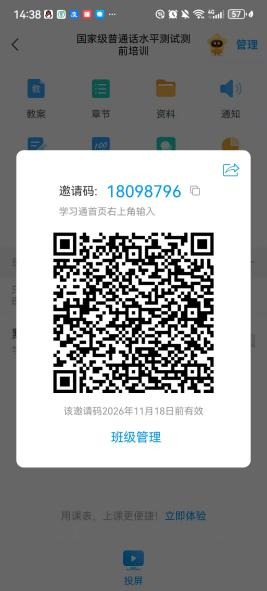 14:38
57
国家级普通话水平测试测
前培训
管理
教案
章节
资料
通知
邀请码: 18098796
学习通首页右上角输入
该邀请码2026年11月18日前有效
班级管理
用课表，上课更便捷！ 立即体验
投屏